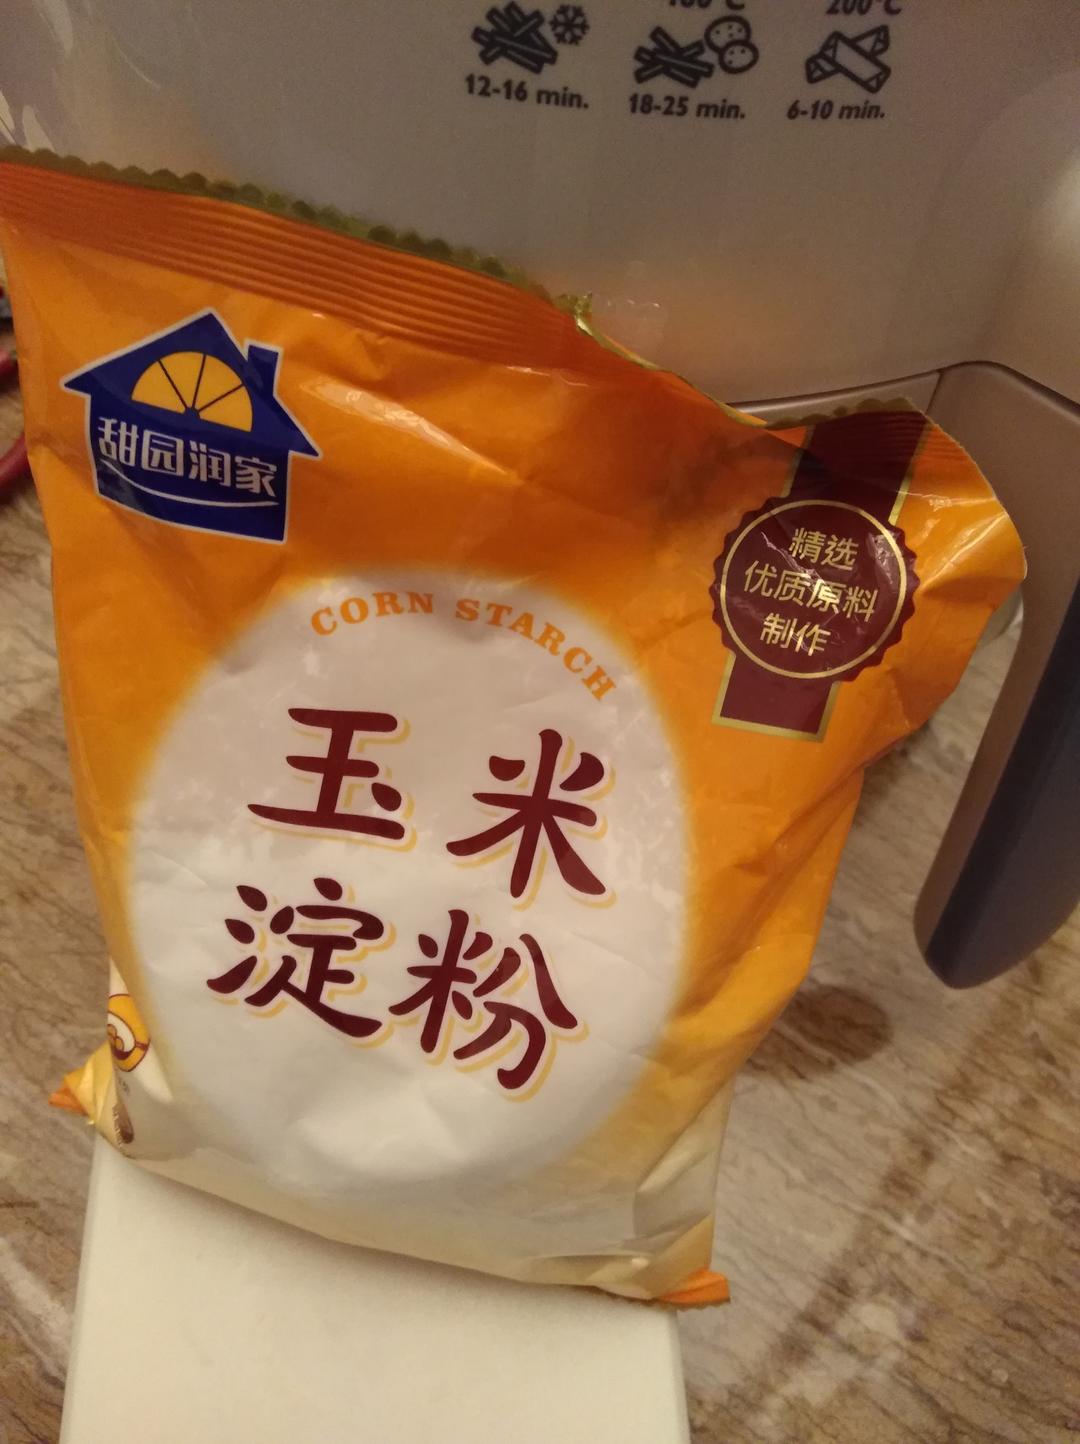 200°C
12-16 min.
18-25 min.
6-10 min.
甜园润家
精选
优质原料
制作
CORN STARCH
玉米
淀粉